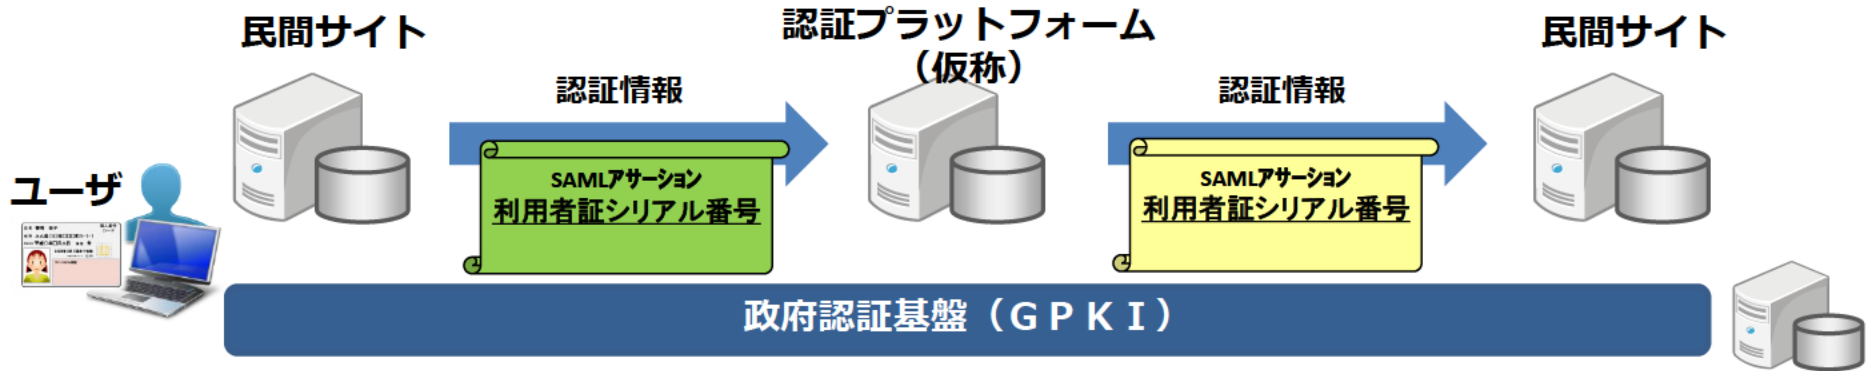 民間サイト
認証プラットフォーム
（仮称）
民間サイト
認証情報
認証情報
SAMLアサーション
利用者証シリアル番号
SAMLアサーション
利用者証シリアル番号
ユーザ
政府認証基盤（ＧＰＫＩ）